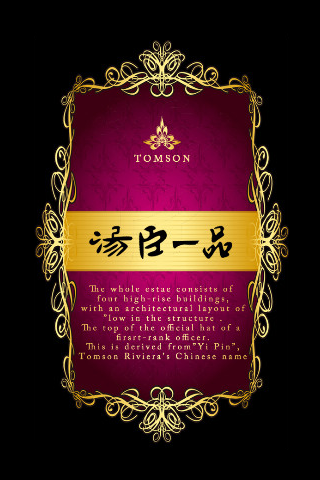 TOMSON
湯臣一品
The whole estae consists of
four high-rise buildings,
with an architectural layout of
"low in the structure .
The top of the official hat of a
firsrt-rank officer.
This is derived from"Yi Pin",
Tomson Riviera's Chinese name